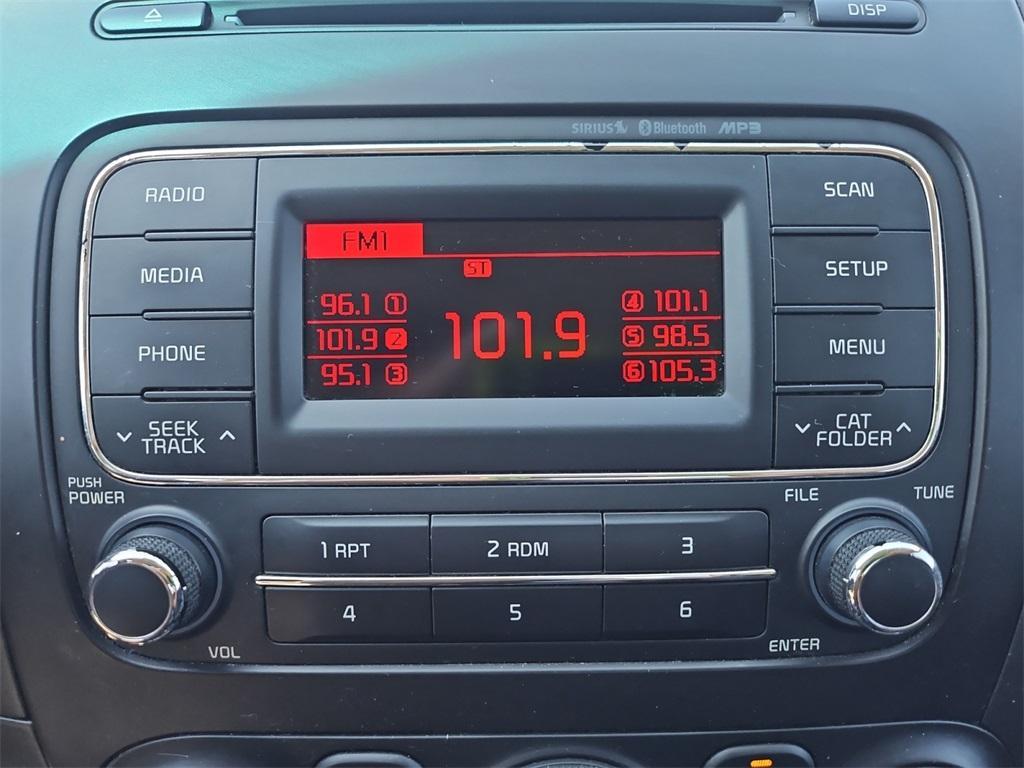 DISP
SIRIUS Bluetooth MP3
RADIO
MEDIA
PHONE
SEEK
TRACK
FM1
ST
96.1 1
101.9 2
95.1 3
101.9
4 101.1
5 98.5
6 105.3
SCAN
SETUP
MENU
CAT
FOLDER
PUSH
POWER
VOL
1 RPT
2 RDM
3
4
5
6
FILE
TUNE
ENTER